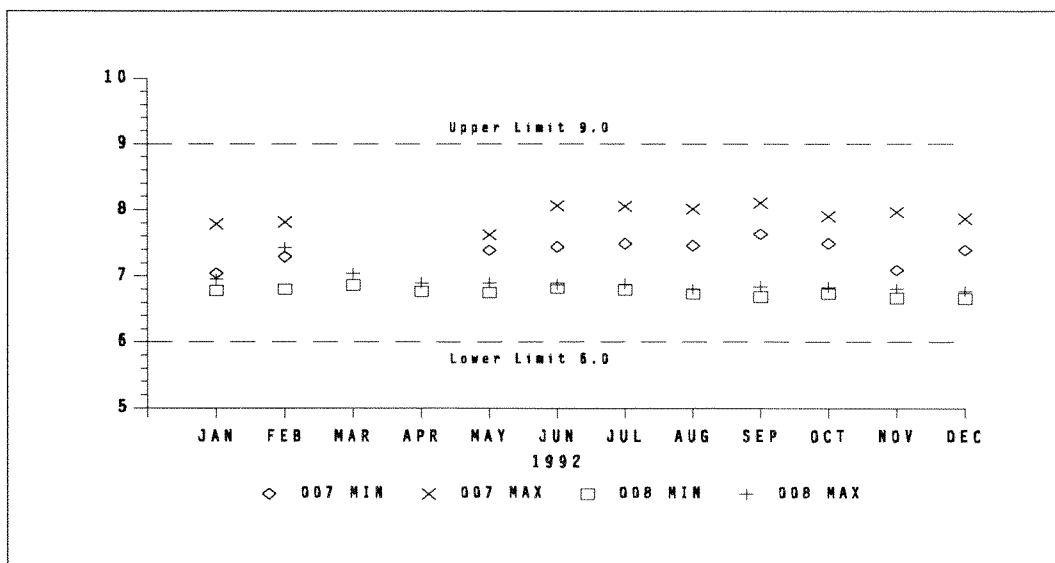 10
Upper Limit 9.0
9
8
7
6
Lower Limit 6.0
5
JAN FEB MAR APR MAY JUN JUL AUG SEP OCT NOV DEC
1992
007 MIN 007 MAX 008 MIN 008 MAX